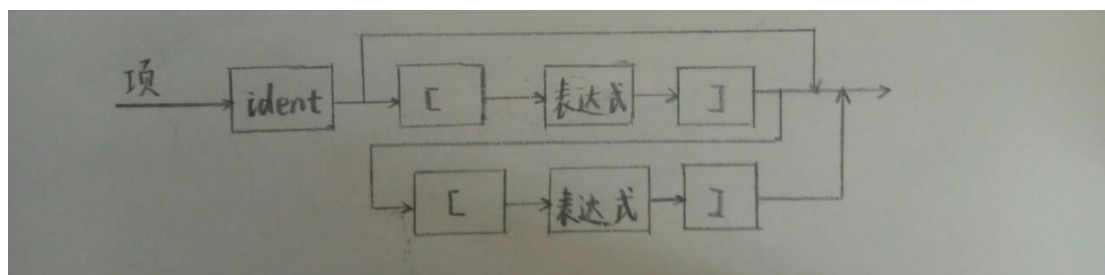 项
ident [ 表达式 ]
[ 表达式 ]